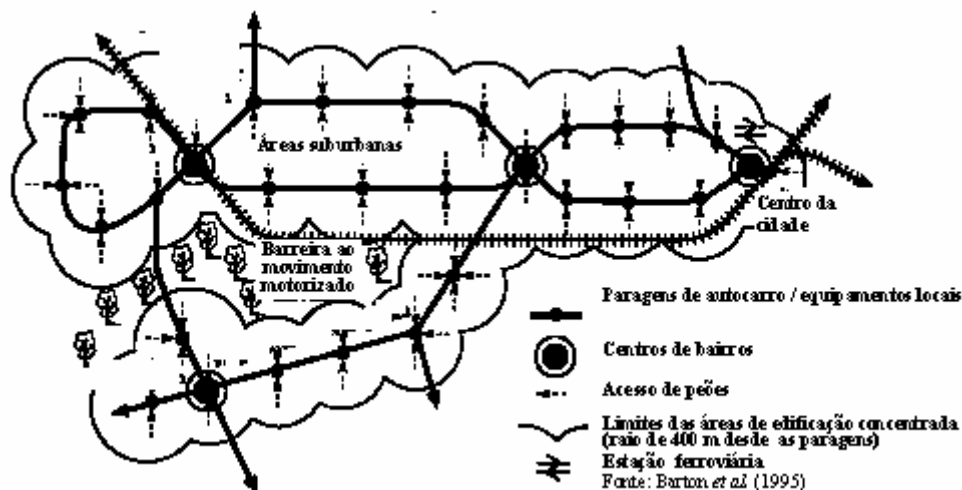 Áreas suburbanas
Centro da
cidade
Barreira ao
movimento
motorizado
Paragens de autocarro / equipamentos locais
Centros de bairros
Acesso de peões
Limites das áreas de edificação concentrada
(raio de 400 m desde as paragens)
Estação ferroviária
Fonte: Barton et al (1995)